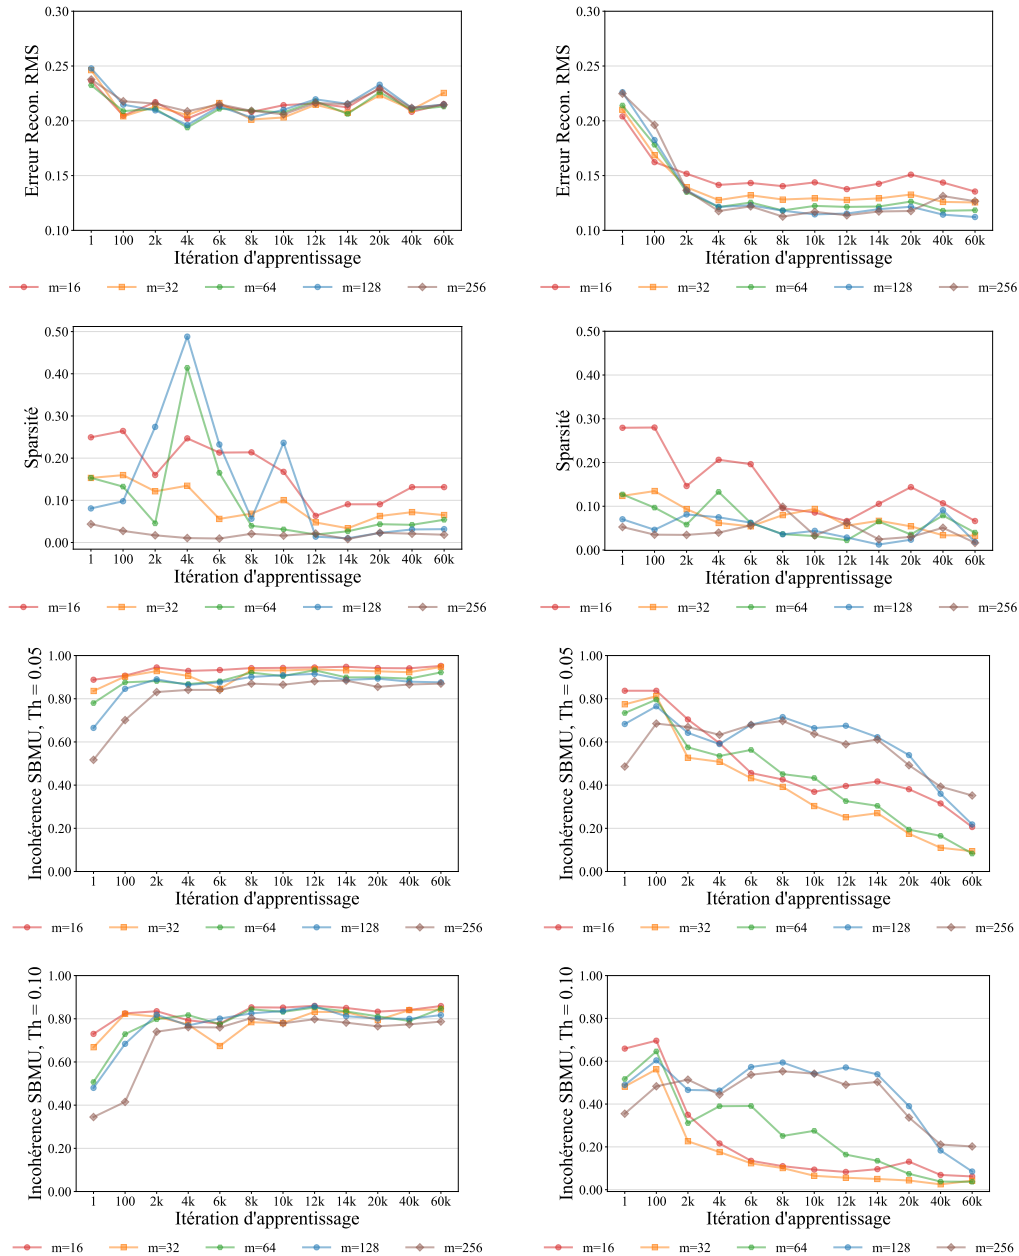 Erreur Recon. RMS
0.30
0.25
0.20
0.15
0.10
1 100 2k 4k 6k 8k 10k 12k 14k 20k 40k 60k
Itération d'apprentissage
m=16 m=32 m=64 m=128 m=256
Erreur Recon. RMS
0.30
0.25
0.20
0.15
0.10
1 100 2k 4k 6k 8k 10k 12k 14k 20k 40k 60k
Itération d'apprentissage
m=16 m=32 m=64 m=128 m=256
Sparsité
0.50
0.40
0.30
0.20
0.10
0.00
1 100 2k 4k 6k 8k 10k 12k 14k 20k 40k 60k
Itération d'apprentissage
m=16 m=32 m=64 m=128 m=256
Sparsité
0.50
0.40
0.30
0.20
0.10
0.00
1 100 2k 4k 6k 8k 10k 12k 14k 20k 40k 60k
Itération d'apprentissage
m=16 m=32 m=64 m=128 m=256
Incohérence SBMU, Th = 0.05
1.00
0.80
0.60
0.40
0.20
0.00
1 100 2k 4k 6k 8k 10k 12k 14k 20k 40k 60k
Itération d'apprentissage
m=16 m=32 m=64 m=128 m=256
Incohérence SBMU, Th = 0.05
1.00
0.80
0.60
0.40
0.20
0.00
1 100 2k 4k 6k 8k 10k 12k 14k 20k 40k 60k
Itération d'apprentissage
m=16 m=32 m=64 m=128 m=256
Incohérence SBMU, Th = 0.10
1.00
0.80
0.60
0.40
0.20
0.00
1 100 2k 4k 6k 8k 10k 12k 14k 20k 40k 60k
Itération d'apprentissage
m=16 m=32 m=64 m=128 m=256
Incohérence SBMU, Th = 0.10
1.00
0.80
0.60
0.40
0.20
0.00
1 100 2k 4k 6k 8k 10k 12k 14k 20k 40k 60k
Itération d'apprentissage
m=16 m=32 m=64 m=128 m=256